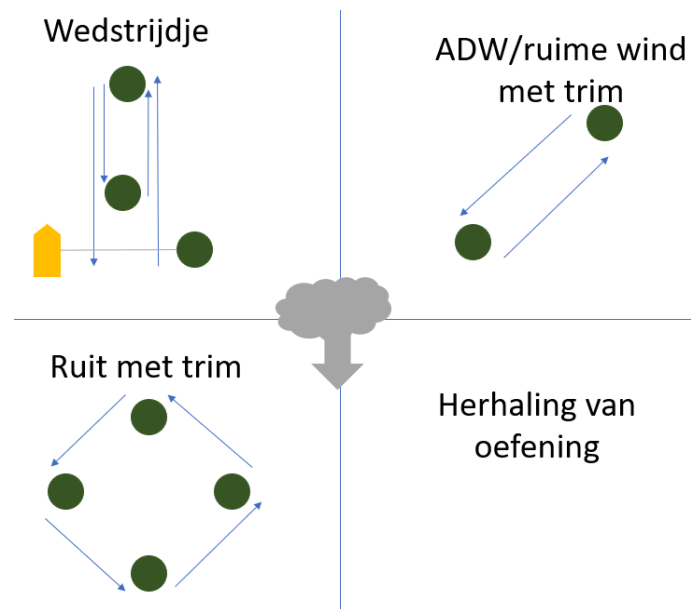 Wedstrijdje
ADW/ruime wind
met trim
Ruit met trim
Herhaling van
oefening